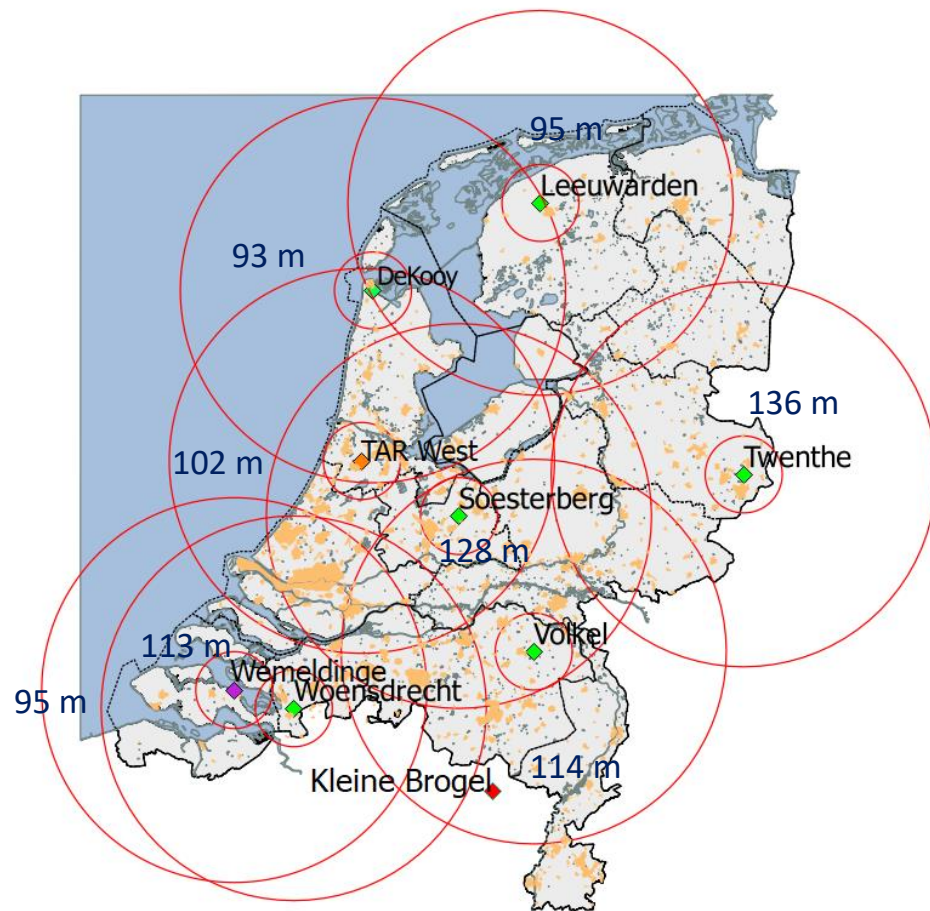 95 m
Leeuwarden
93 m
DeKooy
136 m
TAR West
102 m
Twenthe
Soesterberg
128 m
Volkel
113 m
Wemeldinge
Woensdrecht
95 m
114 m
Kleine Brogel